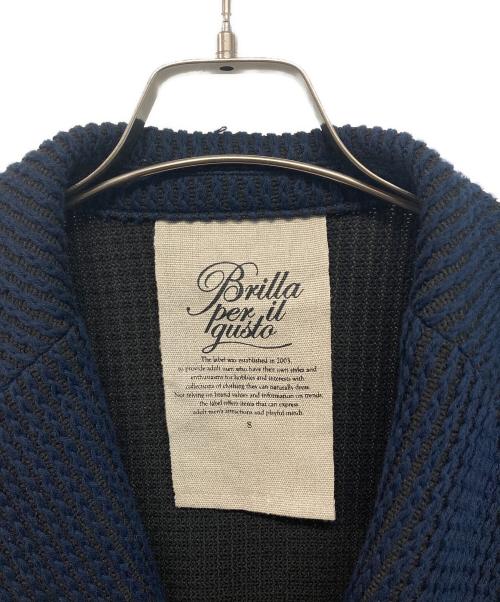 Brilla
per il
gusto
The label was established in 2003,
to provide adult men who have their own styles and
enthusiasms for hobbies and interests with
collections of clothing they can naturally dress.
Not relying on brand values and information on trends,
the label offers items that can express
adult men's attractions and playful minds.
S